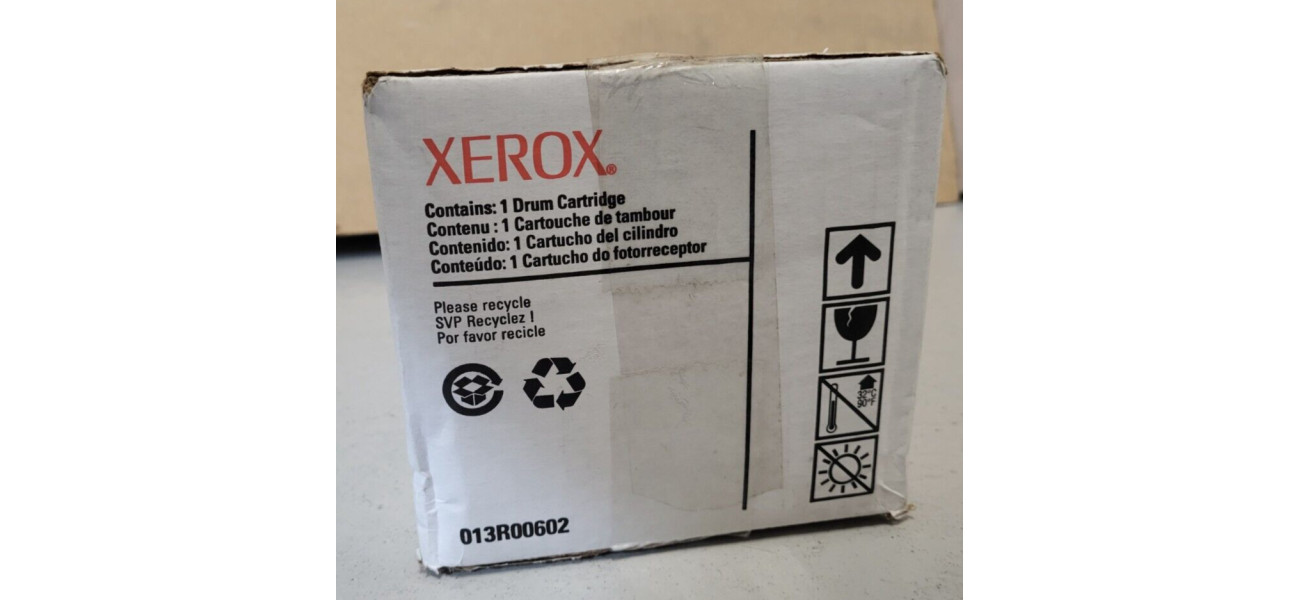 XEROX®
Contains: 1 Drum Cartridge
Contenu : 1 Cartouche de tambour
Contenido: 1 Cartucho del cilindro
Conteúdo: 1 Cartucho do fotorreceptor
Please recycle
SVP Recyclez !
Por favor recicle
013R00602